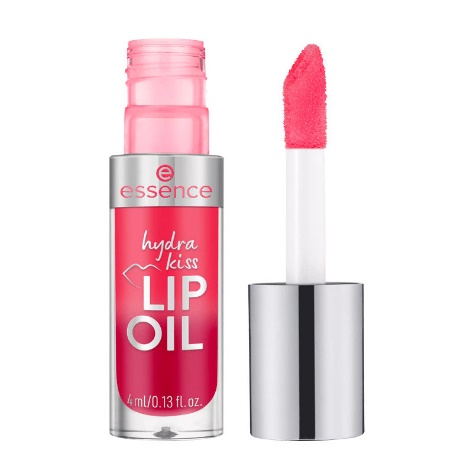 essence
hydra
kiss
LIP
OIL
4 ml/0.13 fl. oz.